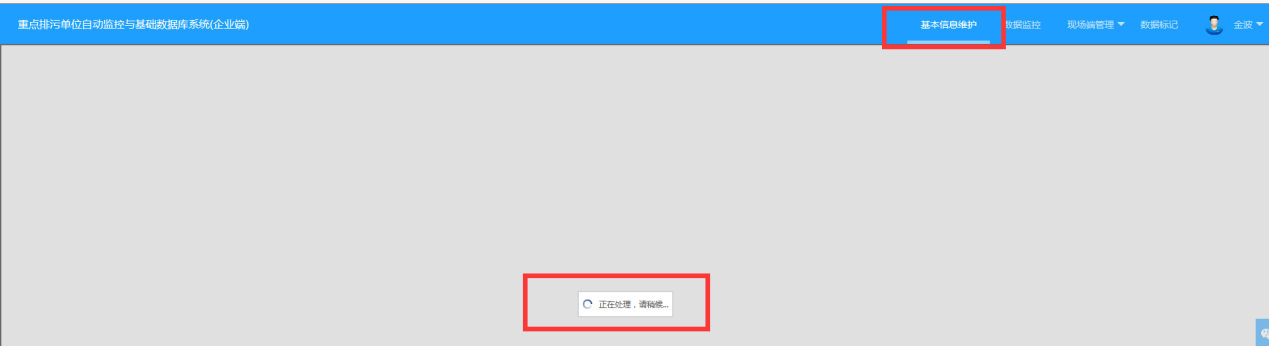 重点排污单位自动监控与基础数据库系统(企业端) 基本信息维护 数据监控 现场端管理 数据标记 金波
正在处理，请稍候...